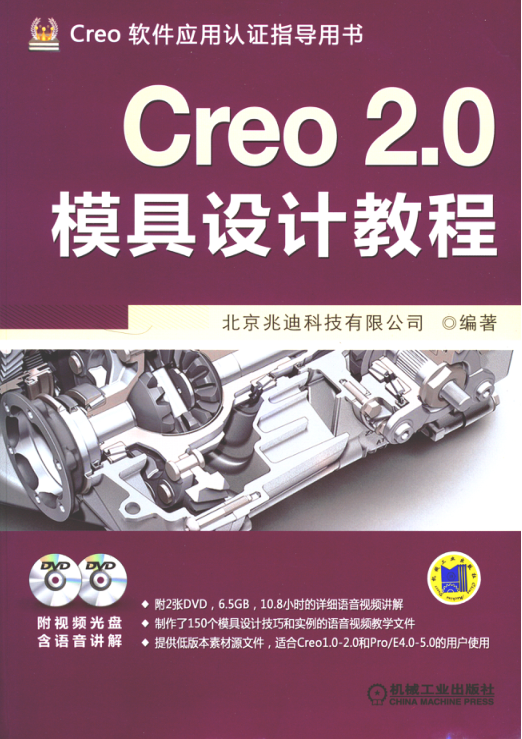 Creo 软件应用认证指导用书
Creo 2.0
模具设计教程
北京兆迪科技有限公司 ◎编著
DVD DVD
附视频光盘
含语音讲解
◆ 附2张DVD,6.5GB,10.8小时的详细语音视频讲解
◆ 制作了150个模具设计技巧和实例的语音视频教学文件
◆ 提供低版本素材源文件,适合Creo1.0-2.0和Pro/E4.0-5.0的用户使用
机械工业出版社
CHINA MACHINE PRESS